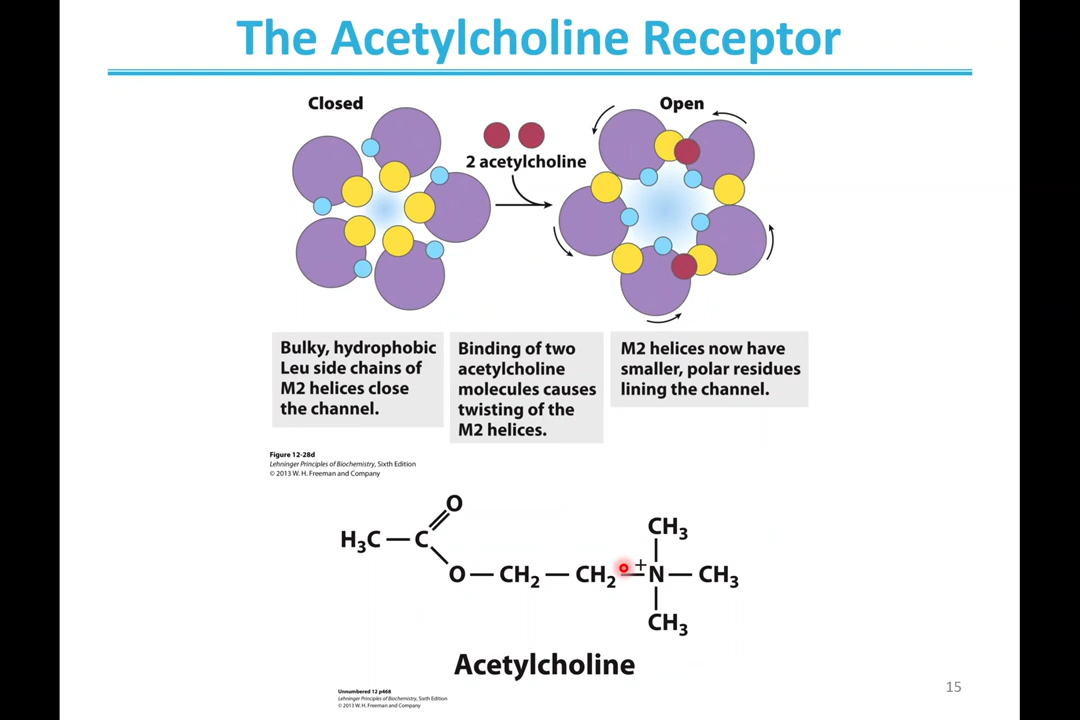 The Acetylcholine Receptor
Closed
2 acetylcholine
Open
Bulky, hydrophobic
Leu side chains of
M2 helices close
the channel.
Binding of two
acetylcholine
molecules causes
twisting of the
M2 helices.
M2 helices now have
smaller, polar residues
lining the channel.
Figure 12-28d
Lehninger Principles of Biochemistry, Sixth Edition
© 2013 W. H. Freeman and Company
O
CH₃
H₃C — C
O — CH₂ — CH₂ — +N — CH₃
CH₃
Acetylcholine
Unnumbered 12 p468
Lehninger Principles of Biochemistry, Sixth Edition
© 2013 W. H. Freeman and Company
15